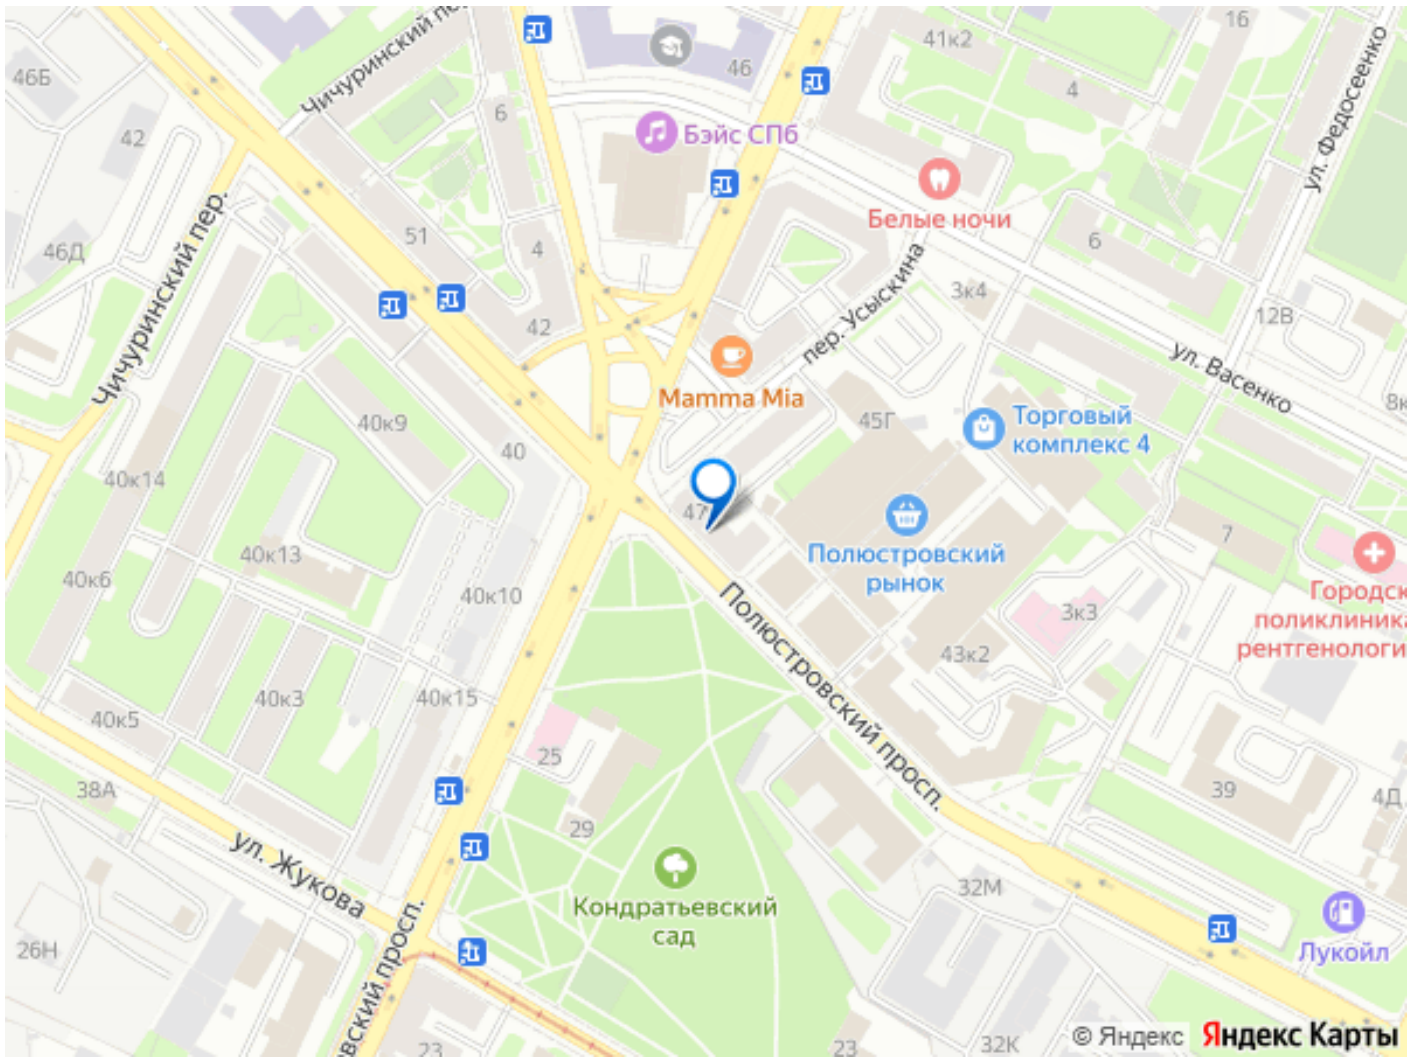 Чичуринский пер.
46Б
42
6
46
41к2
16
4
ул. Федосеенко
Бэйс СПб
Белые ночи
46Д
51
4
Чичуринский пер.
6
3к4
12В
42
пер. Усыскина
ул. Васенко
Mamma Mia
8к
40к9
45Г
Торговый
комплекс 4
40
40к14
47
40к13
7
40к6
40к10
Полюстровский
рынок
3к3
Городск
поликлиника
рентгенологи
43к2
Полюстровский просп.
40к5
40к3
40к15
25
38А
39
4Д
29
ул. Жукова
32М
Кондратьевский
сад
26Н
вский просп.
Лукойл
23
23
32К
© Яндекс Яндекс Карты